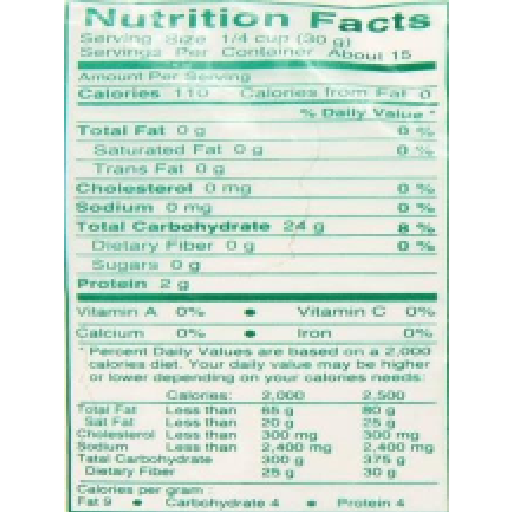 Nutrition Facts
Serving Size 1/4 cup (30 g)
Servings Per Container About 15
Amount Per Serving
Calories 110 Calories from Fat 0
% Daily Value *
Total Fat 0 g 0 %
Saturated Fat 0 g 0 %
Trans Fat 0 g
Cholesterol 0 mg 0 %
Sodium 0 mg 0 %
Total Carbohydrate 24 g 8 %
Dietary Fiber 0 g 0 %
Sugars 0 g
Protein 2 g
Vitamin A 0% • Vitamin C 0%
Calcium 0% • Iron 0%
* Percent Daily Values are based on a 2,000
calories diet. Your daily value may be higher
or lower depending on your calories needs:
Calories: 2,000 2,500
Total Fat Less than 65 g 80 g
Sat Fat Less than 20 g 25 g
Cholesterol Less than 300 mg 300 mg
Sodium Less than 2,400 mg 2,400 mg
Total Carbohydrate 300 g 375 g
Dietary Fiber 25 g 30 g
Calories per gram :
Fat 9 • Carbohydrate 4 • Protein 4